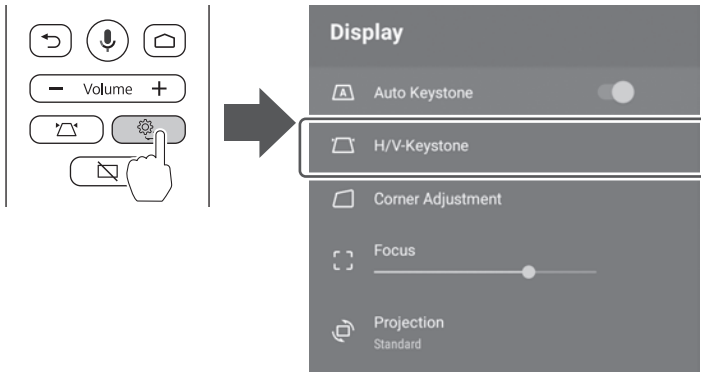 − Volume +
Display
A Auto Keystone
H/V-Keystone
Corner Adjustment
Focus
Projection
Standard